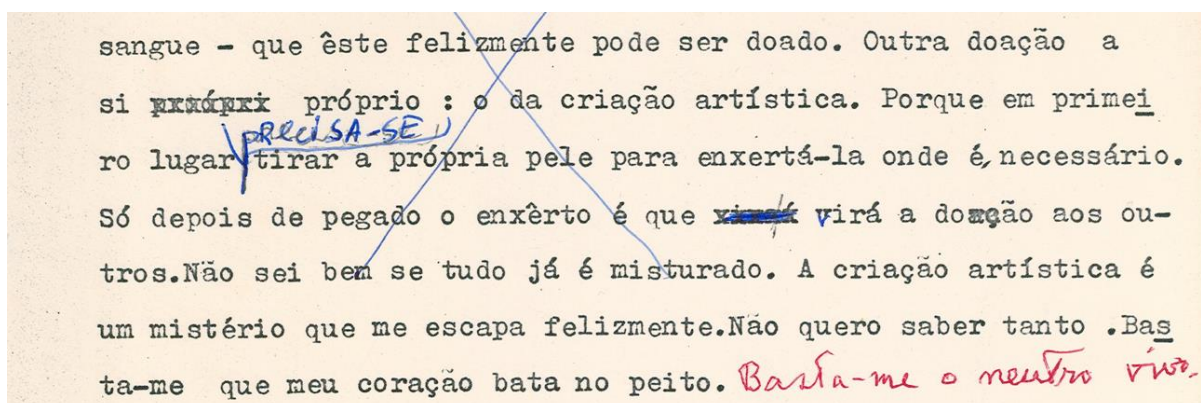 sangue - que êste felizmente pode ser doado. Outra doação a
si próprio : o da criação artística. Porque em primei
PRECISA-SE
ro lugar tirar a própria pele para enxertá-la onde é, necessário.
Só depois de pegado o enxêrto é que virá a doação aos ou-
tros.Não sei bem se tudo já é misturado. A criação artística é
um mistério que me escapa felizmente.Não quero saber tanto .Bas
ta-me que meu coração bata no peito. Basta-me o neutro vivo.